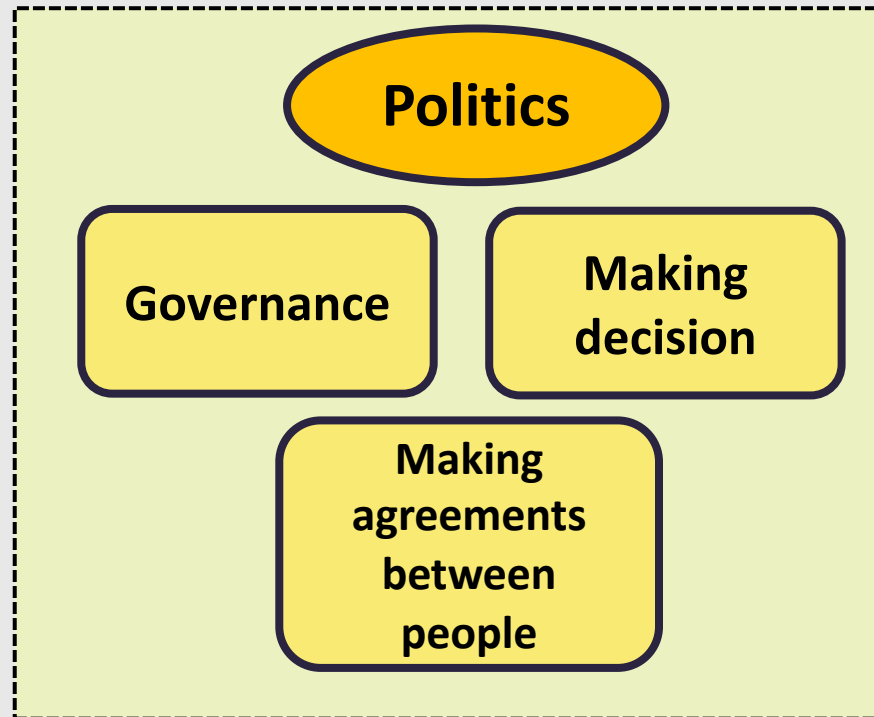 Politics
Governance
Making
decision
Making
agreements
between
people